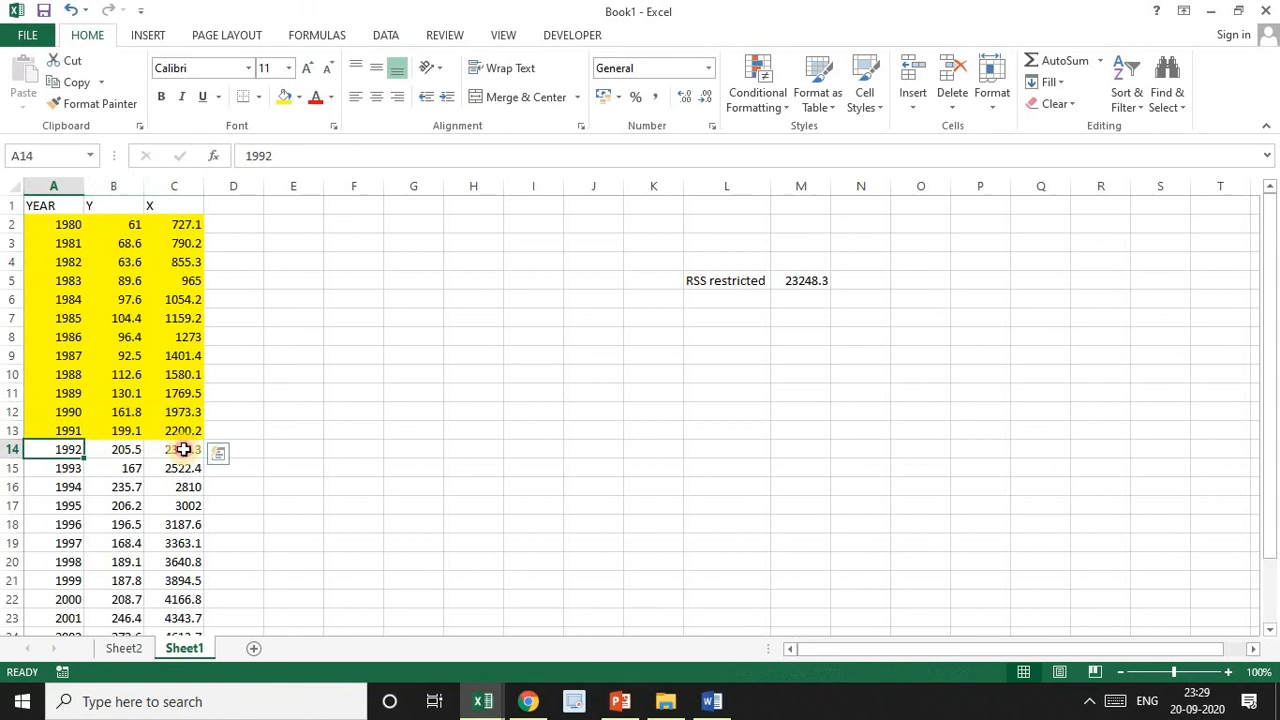 Book1 - Excel
FILE HOME INSERT PAGE LAYOUT FORMULAS DATA REVIEW VIEW DEVELOPER Sign in
Paste Cut Copy Format Painter Clipboard
Calibri 11 B I U A Font
Wrap Text Merge & Center Alignment
General % , Number
Conditional Formatting Format as Table Cell Styles Styles
Insert Delete Format Cells
AutoSum Fill Clear Sort & Filter Find & Select Editing
A14 fx 1992
A B C D E F G H I J K L M N O P Q R S T
1 YEAR Y X
2 1980 61 727.1
3 1981 68.6 790.2
4 1982 63.6 855.3
5 1983 89.6 965 RSS restricted 23248.3
6 1984 97.6 1054.2
7 1985 104.4 1159.2
8 1986 96.4 1273
9 1987 92.5 1401.4
10 1988 112.6 1580.1
11 1989 130.1 1769.5
12 1990 161.8 1973.3
13 1991 199.1 2200.2
14 1992 205.5
15 1993 167 2522.4
16 1994 235.7 2810
17 1995 206.2 3002
18 1996 196.5 3187.6
19 1997 168.4 3363.1
20 1998 189.1 3640.8
21 1999 187.8 3894.5
22 2000 208.7 4166.8
23 2001 246.4 4343.7
Sheet2 Sheet1
READY 100%
Type here to search ENG 23:29
20-09-2020